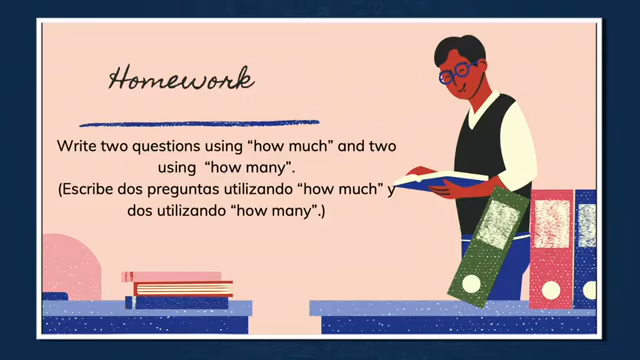 Homework
Write two questions using “how much” and two
using “how many”.
(Escribe dos preguntas utilizando “how much” y
dos utilizando “how many”.)